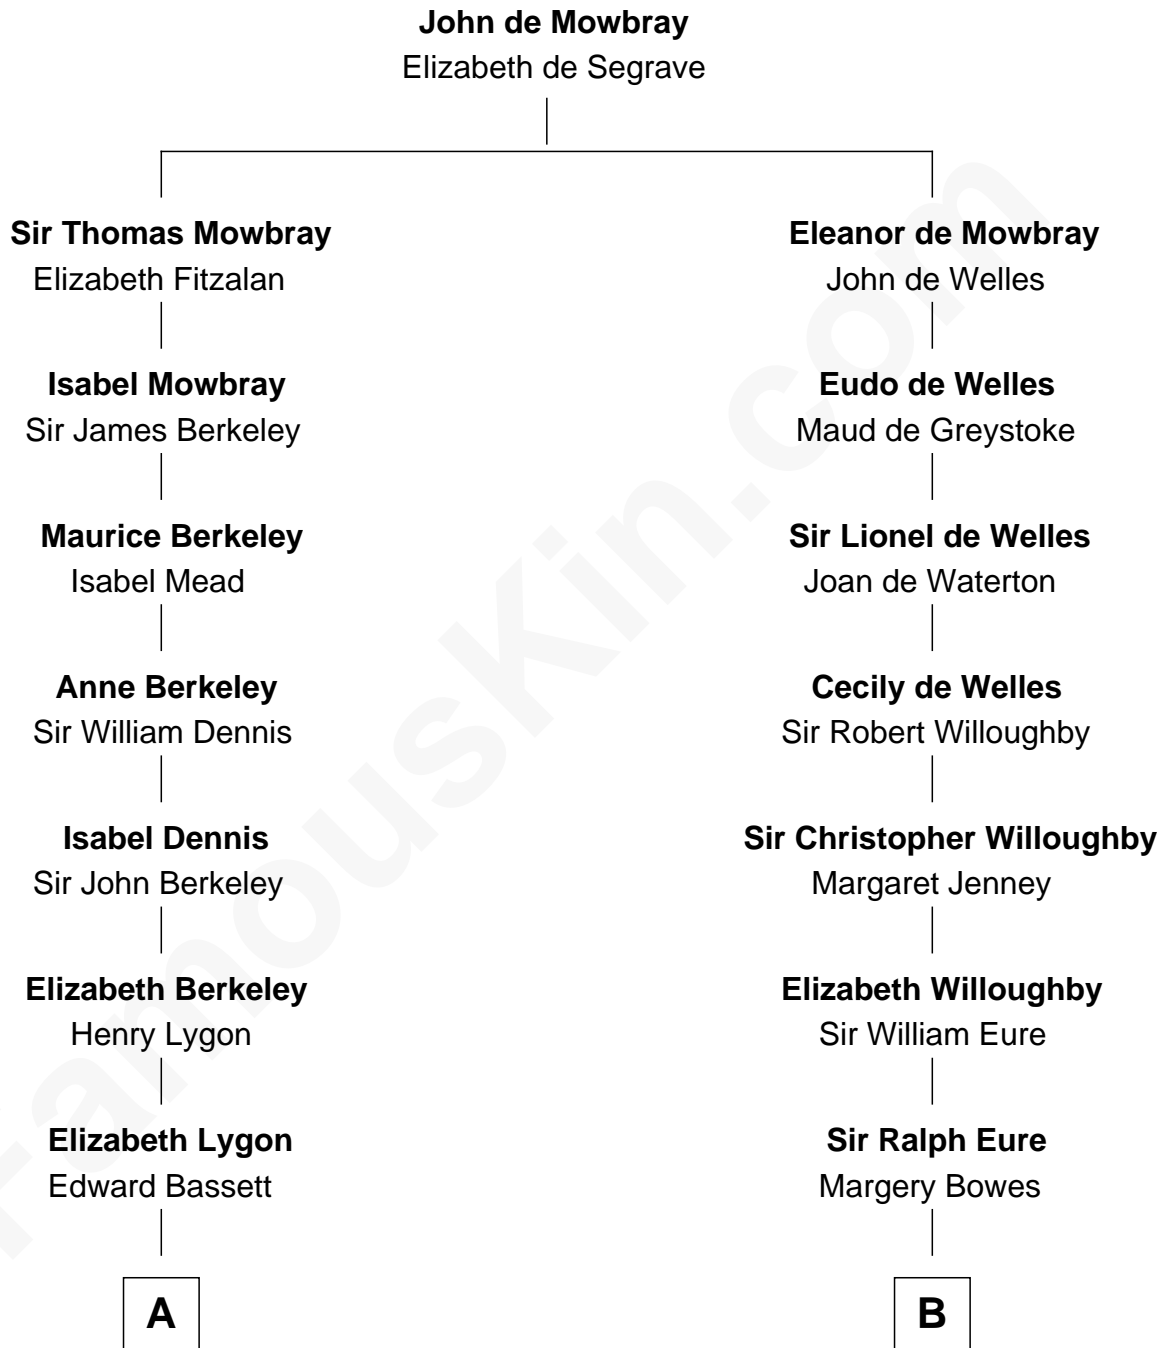 John de Mowbray
Elizabeth de Segrave
Sir Thomas Mowbray
Elizabeth Fitzalan
Eleanor de Mowbray
John de Welles
Isabel Mowbray
Sir James Berkeley
Eudo de Welles
Maud de Greystoke
Maurice Berkeley
Isabel Mead
Sir Lionel de Welles
Joan de Waterton
Anne Berkeley
Sir William Dennis
Cecily de Welles
Sir Robert Willoughby
Isabel Dennis
Sir John Berkeley
Sir Christopher Willoughby
Margaret Jenney
Elizabeth Berkeley
Henry Lygon
Elizabeth Willoughby
Sir William Eure
Elizabeth Lygon
Edward Bassett
Sir Ralph Eure
Margery Bowes
A
B
FamousKin.com